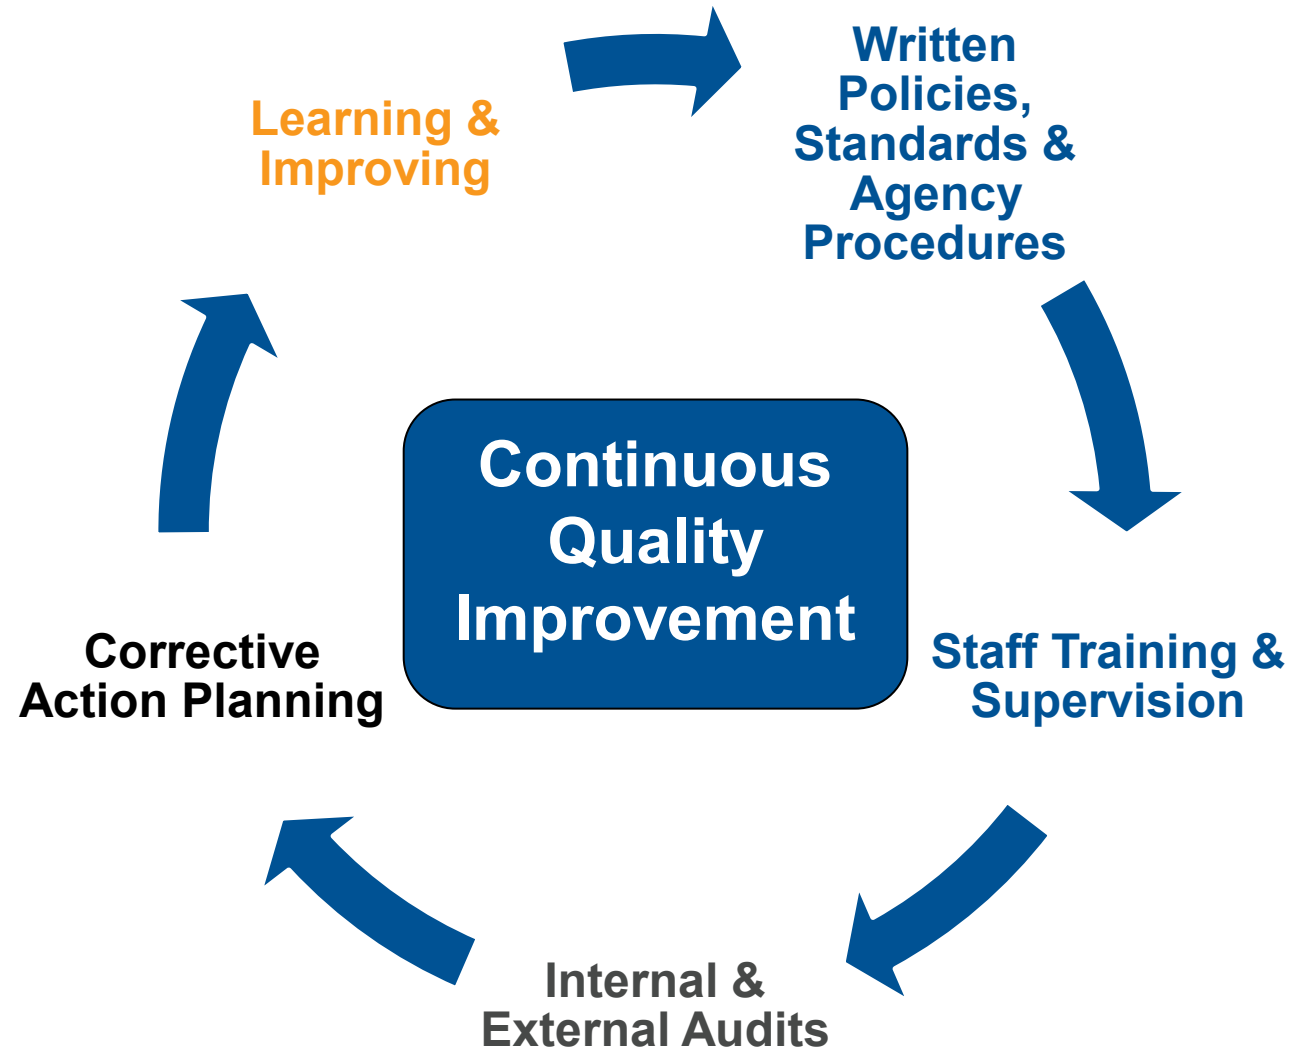 Learning &
Improving
Written
Policies,
Standards &
Agency
Procedures
Continuous
Quality
Improvement
Corrective
Action Planning
Staff Training &
Supervision
Internal &
External Audits